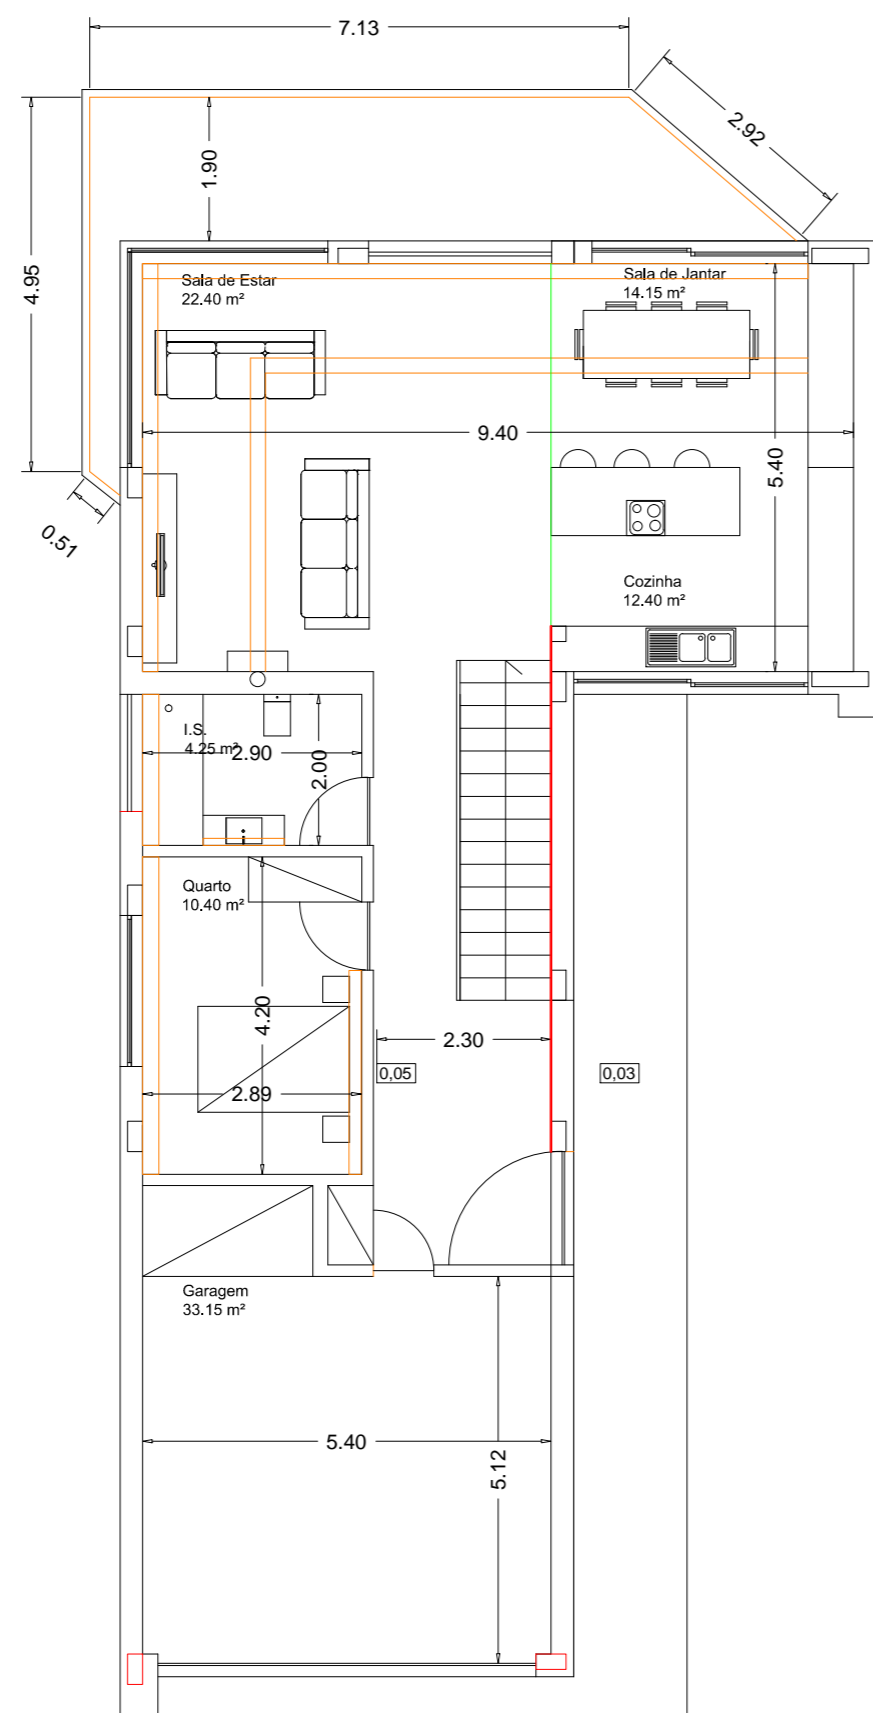 7.13
2.92
1.90
4.95
Sala de Estar
22.40 m²
Sala de Jantar
14.15 m²
9.40
5.40
0.51
Cozinha
12.40 m²
I.S.
4.25 m²
2.90
2.00
Quarto
10.40 m²
4.20
2.30
0,05
0,03
2.89
Garagem
33.15 m²
5.40
5.12